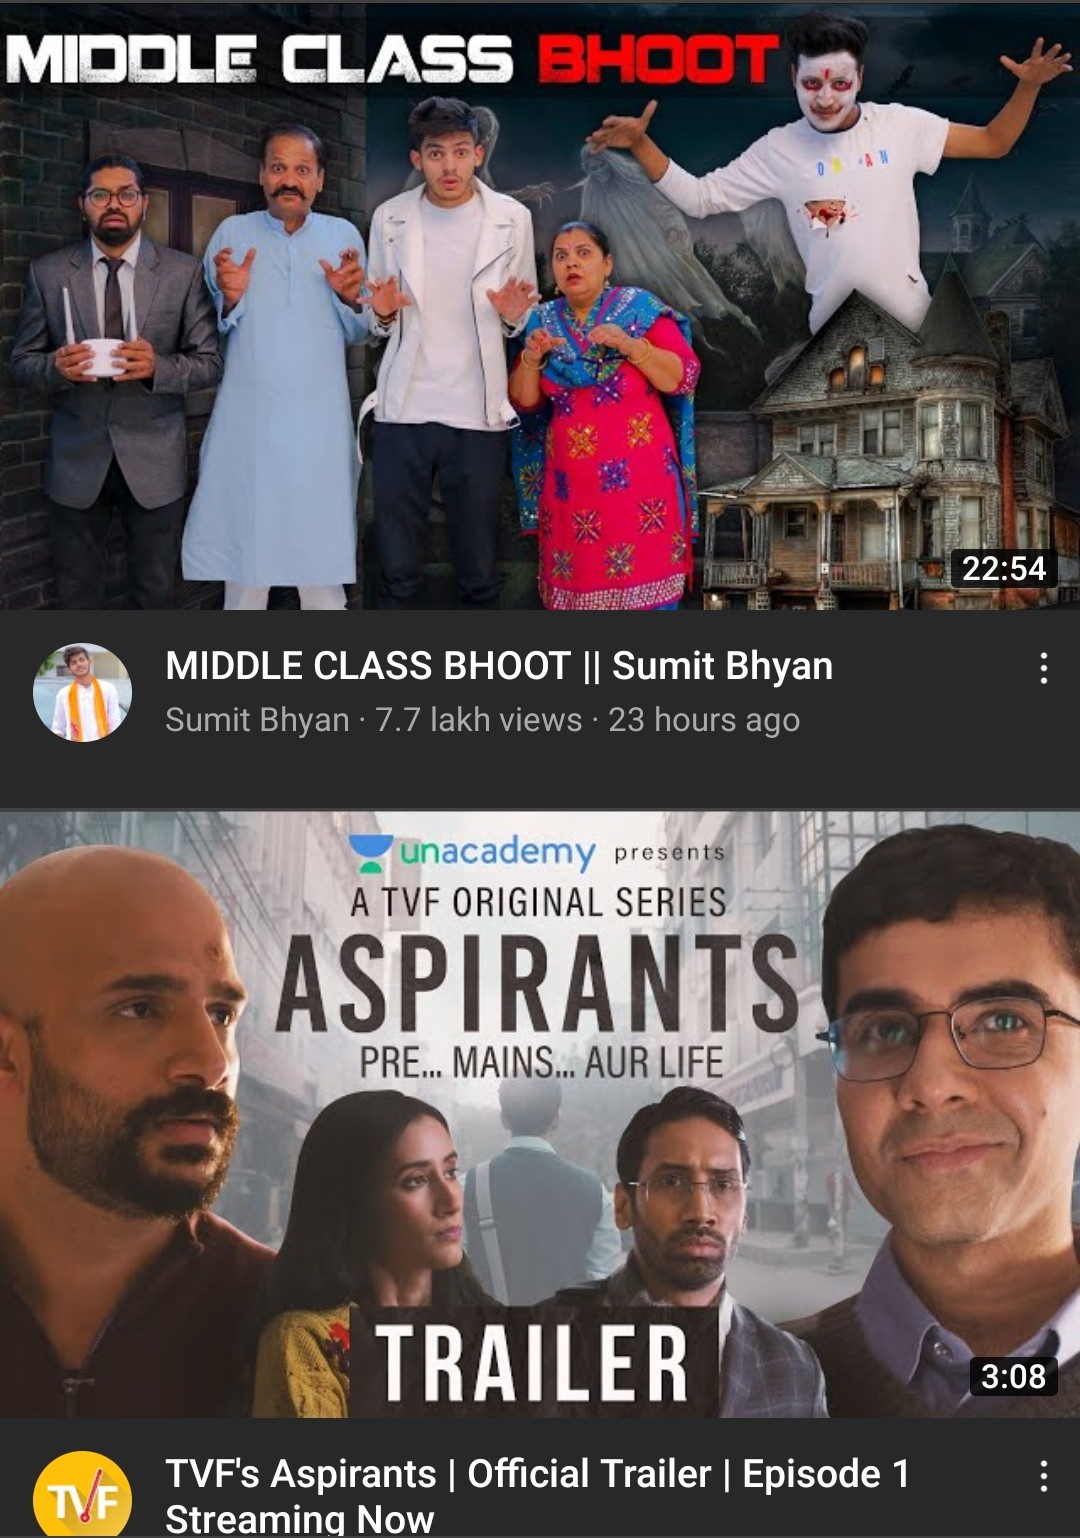 MIDDLE CLASS BHOOT
22:54
MIDDLE CLASS BHOOT || Sumit Bhyan
Sumit Bhyan · 7.7 lakh views · 23 hours ago
unacademy presents
A TVF ORIGINAL SERIES
ASPIRANTS
PRE... MAINS... AUR LIFE
TRAILER
3:08
TVF
TVF's Aspirants | Official Trailer | Episode 1
Streaming Now